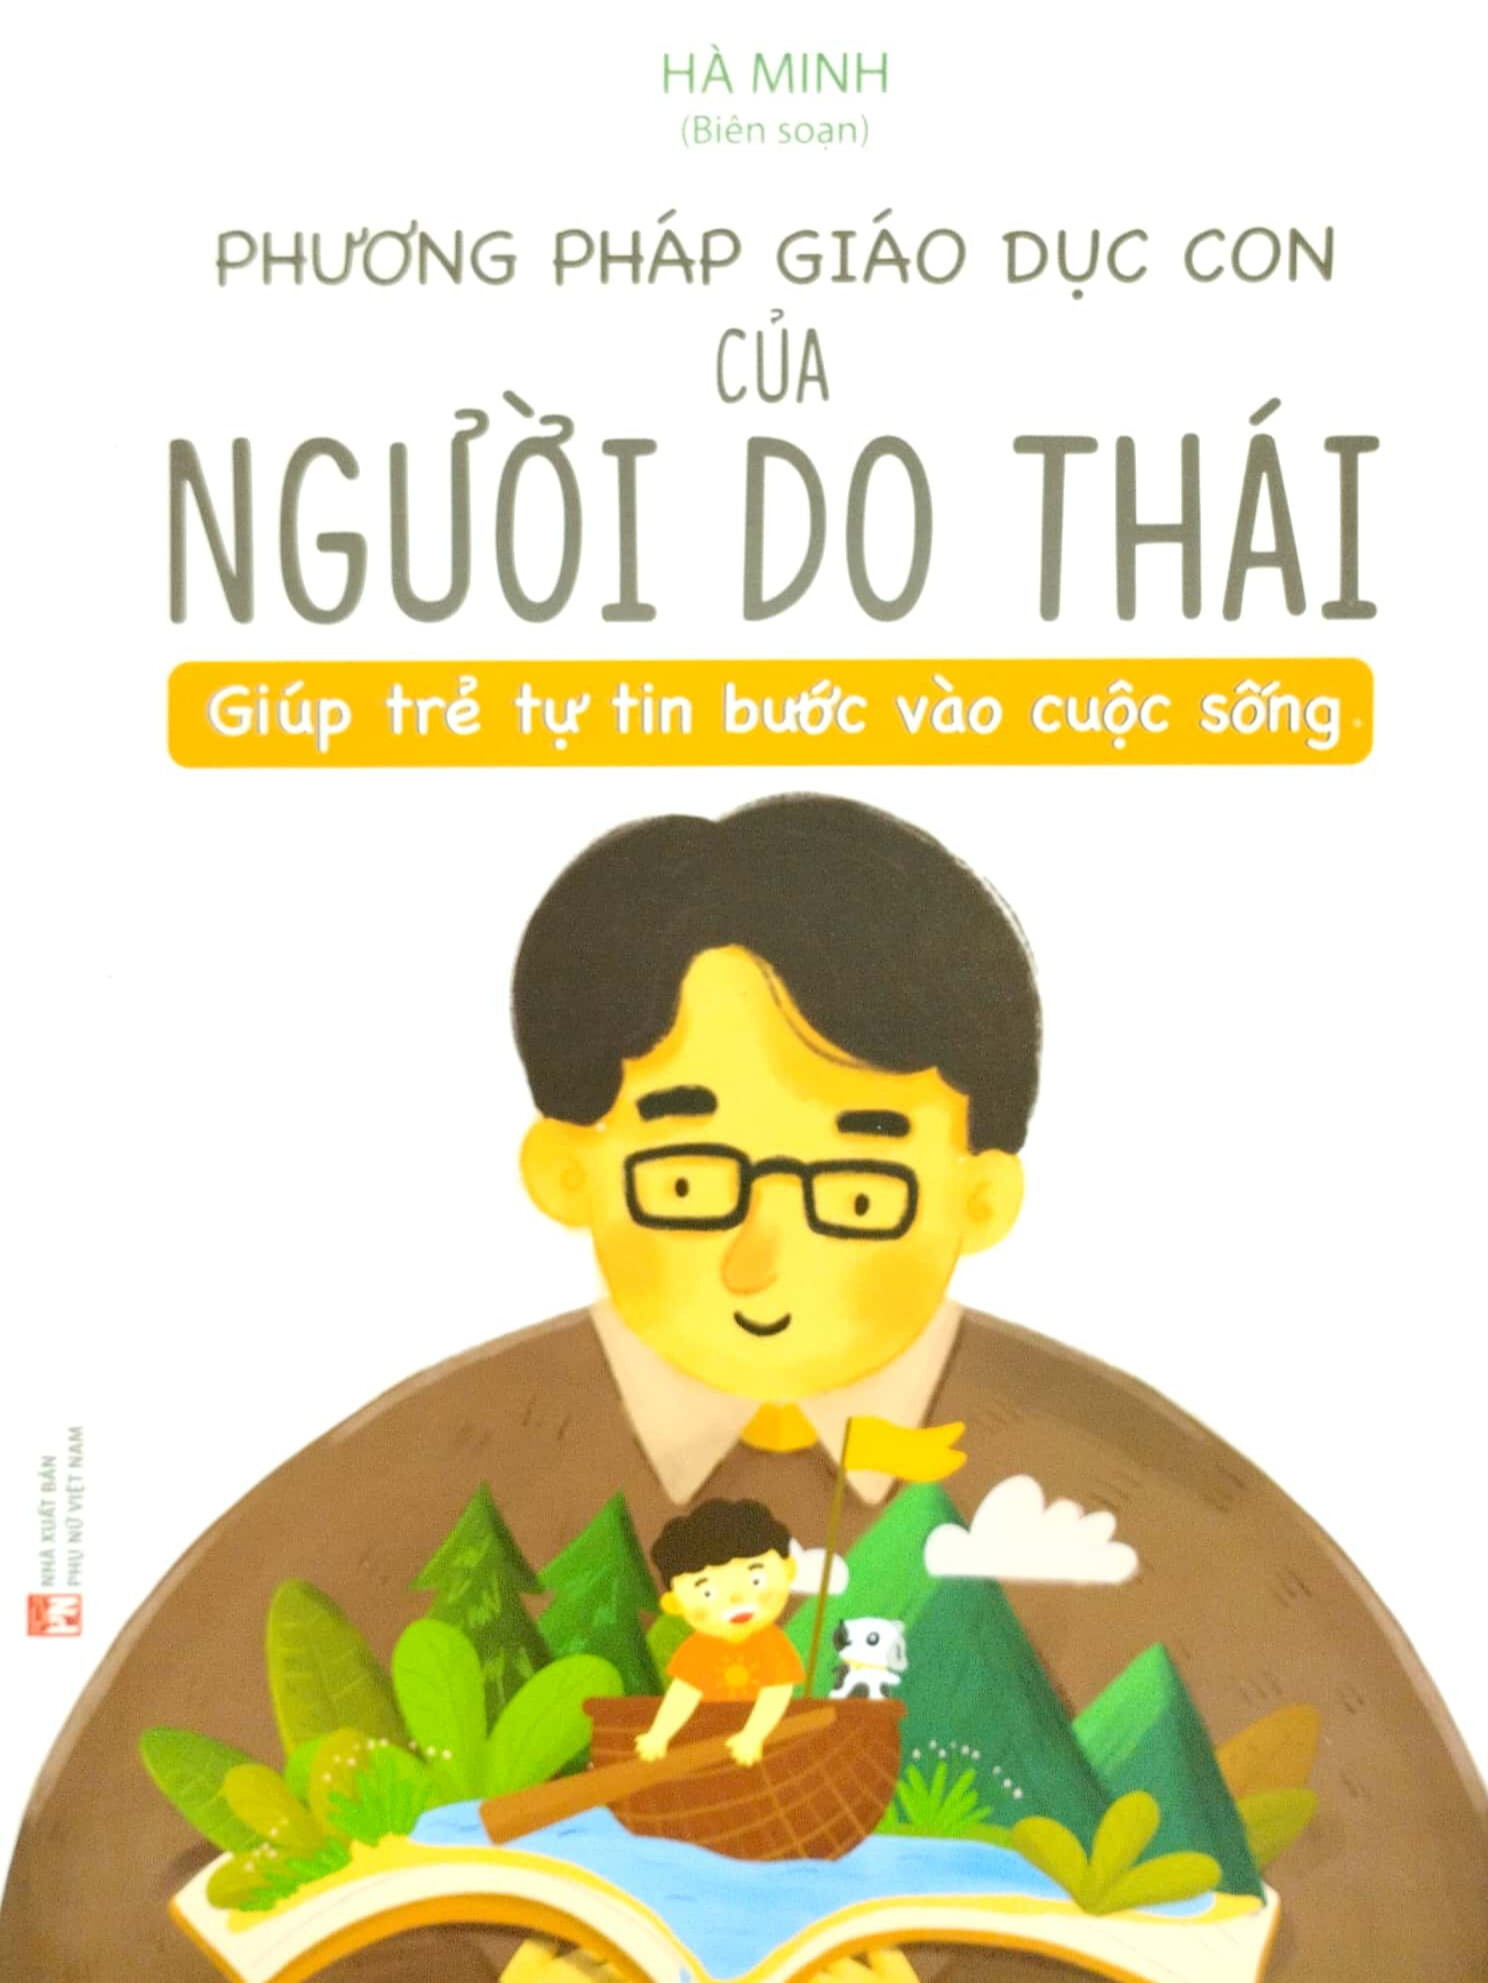 HÀ MINH
(Biên soạn)
PHƯƠNG PHÁP GIÁO DỤC CON
CỦA
NGƯỜI DO THÁI
Giúp trẻ tự tin bước vào cuộc sống
NHÀ XUẤT BẢN
PHỤ NỮ VIỆT NAM
PN